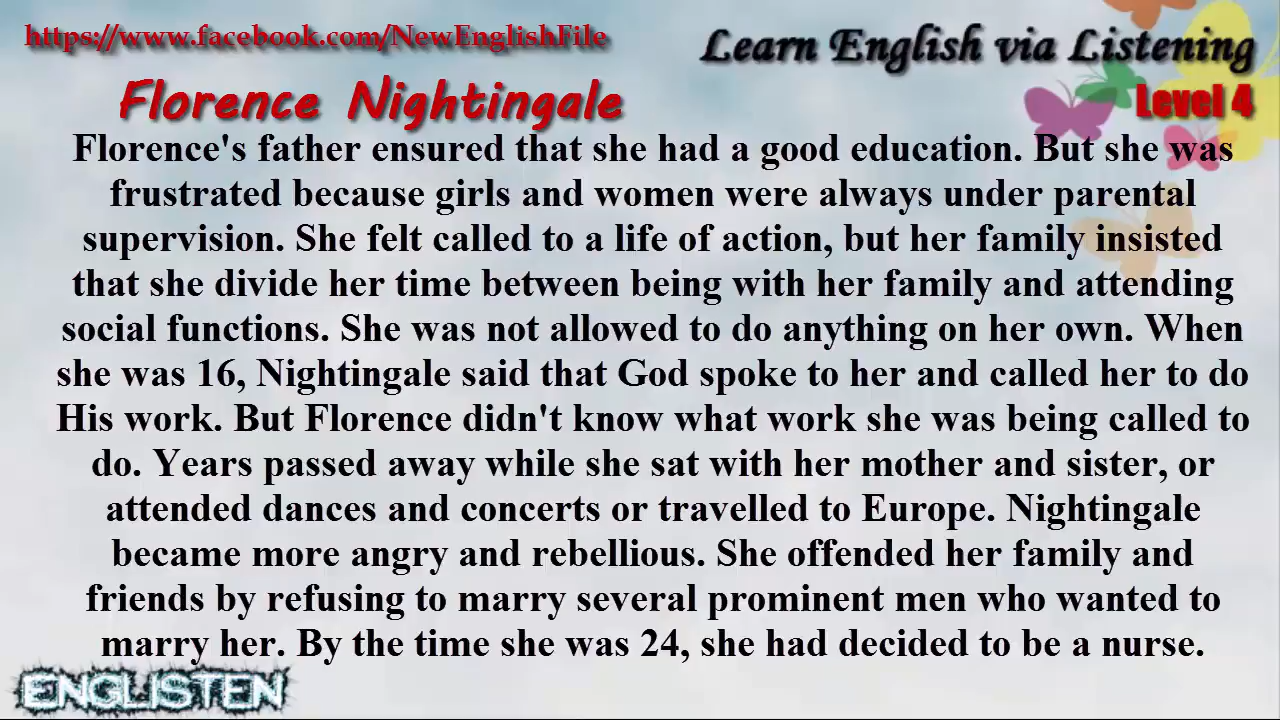 https://www.facebook.com/NewEnglishFile
Learn English via Listening
Florence Nightingale
Level 4
Florence's father ensured that she had a good education. But she was
frustrated because girls and women were always under parental
supervision. She felt called to a life of action, but her family insisted
that she divide her time between being with her family and attending
social functions. She was not allowed to do anything on her own. When
she was 16, Nightingale said that God spoke to her and called her to do
His work. But Florence didn't know what work she was being called to
do. Years passed away while she sat with her mother and sister, or
attended dances and concerts or travelled to Europe. Nightingale
became more angry and rebellious. She offended her family and
friends by refusing to marry several prominent men who wanted to
marry her. By the time she was 24, she had decided to be a nurse.
ENGLISTEN